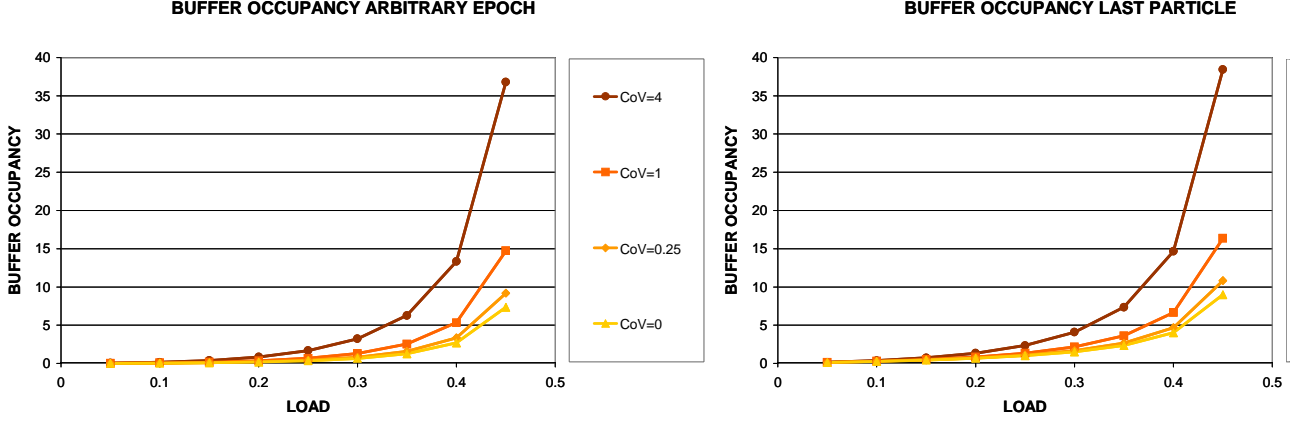 BUFFER OCCUPANCY ARBITRARY EPOCH
BUFFER OCCUPANCY
40
35
30
25
20
15
10
5
0
0 0.1 0.2 0.3 0.4 0.5
LOAD
CoV=4
CoV=1
CoV=0.25
CoV=0
BUFFER OCCUPANCY LAST PARTICLE
BUFFER OCCUPANCY
40
35
30
25
20
15
10
5
0
0 0.1 0.2 0.3 0.4 0.5
LOAD